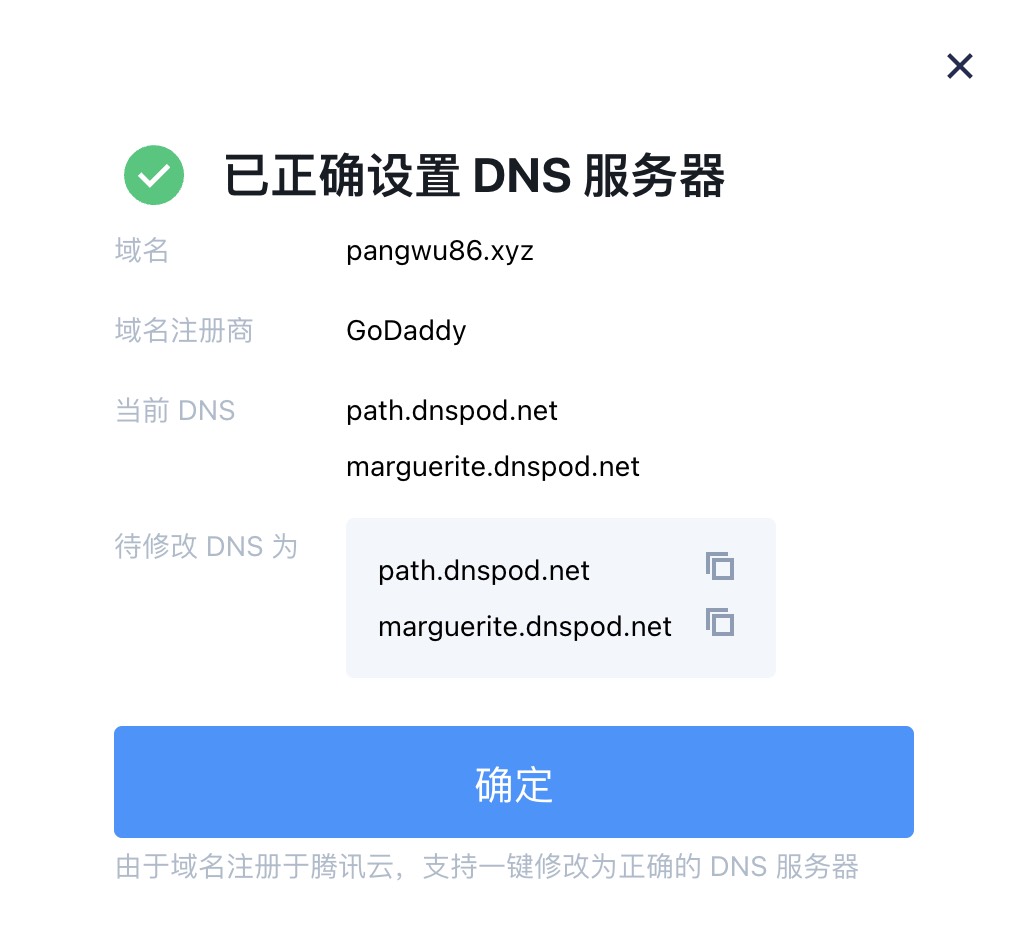 已正确设置 DNS 服务器
域名 pangwu86.xyz
域名注册商 GoDaddy
当前 DNS path.dnspod.net
marguerite.dnspod.net
待修改 DNS 为
path.dnspod.net
marguerite.dnspod.net
确定
由于域名注册于腾讯云，支持一键修改为正确的 DNS 服务器